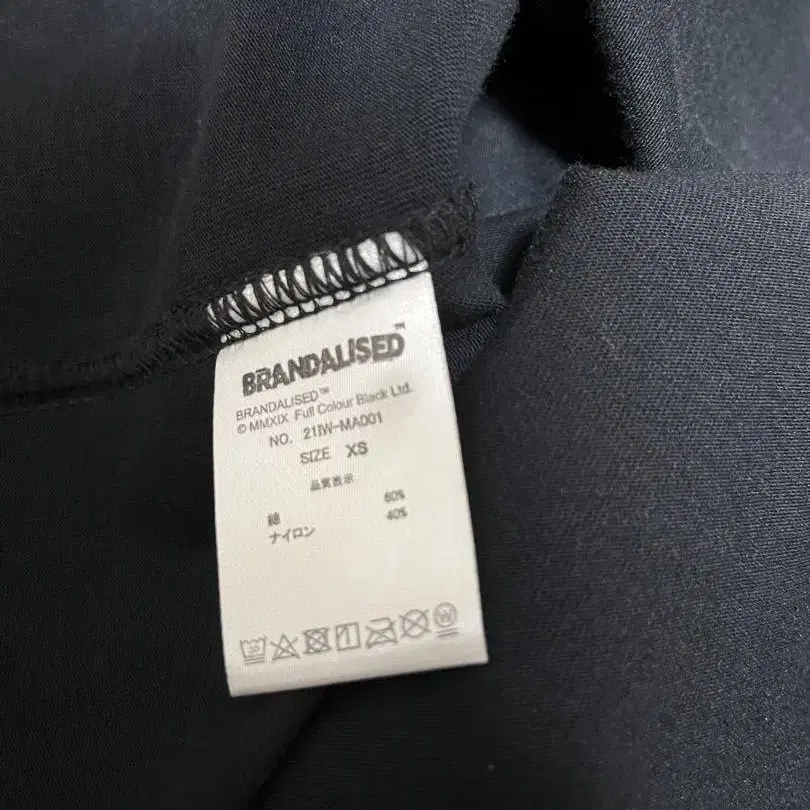 BRANDALISED™
BRANDALISED™
© MMXIX Full Colour Black Ltd.
NO. 21IW-MA001
SIZE XS
品質表示
綿 60%
ナイロン 40%
30
W